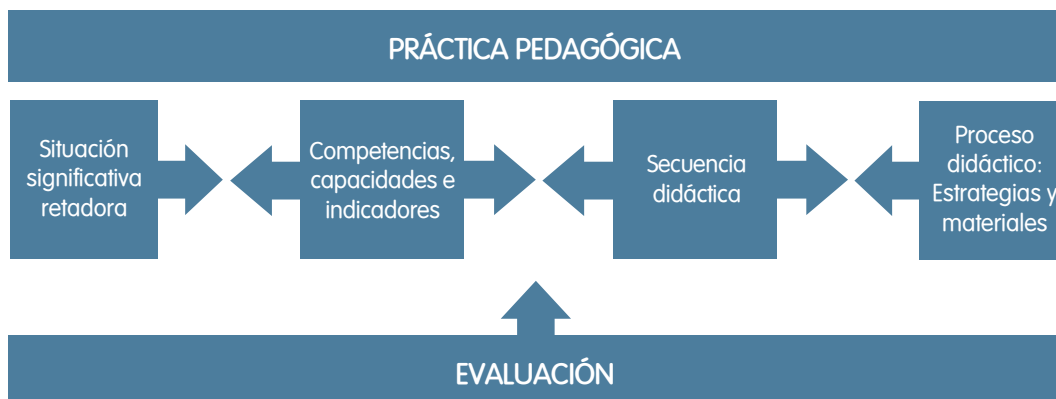 PRÁCTICA PEDAGÓGICA
Situación
significativa
retadora
Competencias,
capacidades e
indicadores
Secuencia
didáctica
Proceso
didáctico:
Estrategias y
materiales
EVALUACIÓN